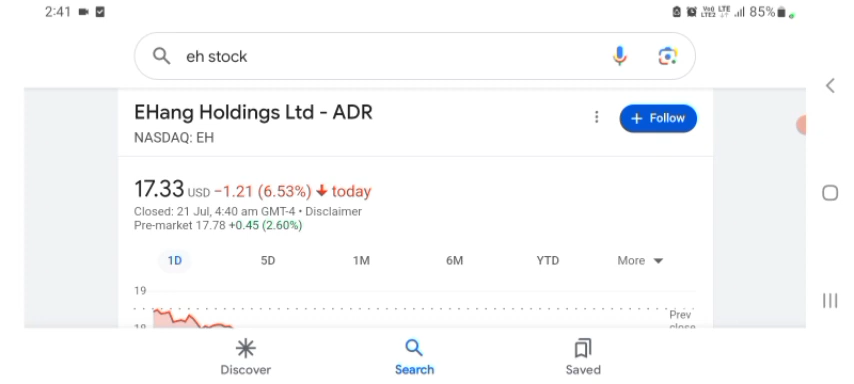 2:41 85%
eh stock
EHang Holdings Ltd - ADR
+ Follow
NASDAQ: EH
17.33 USD −1.21 (6.53%) today
Closed: 21 Jul, 4:40 am GMT-4 • Disclaimer
Pre-market 17.78 +0.45 (2.60%)
1D 5D 1M 6M YTD More
19
Prev
close
18
Discover Search Saved